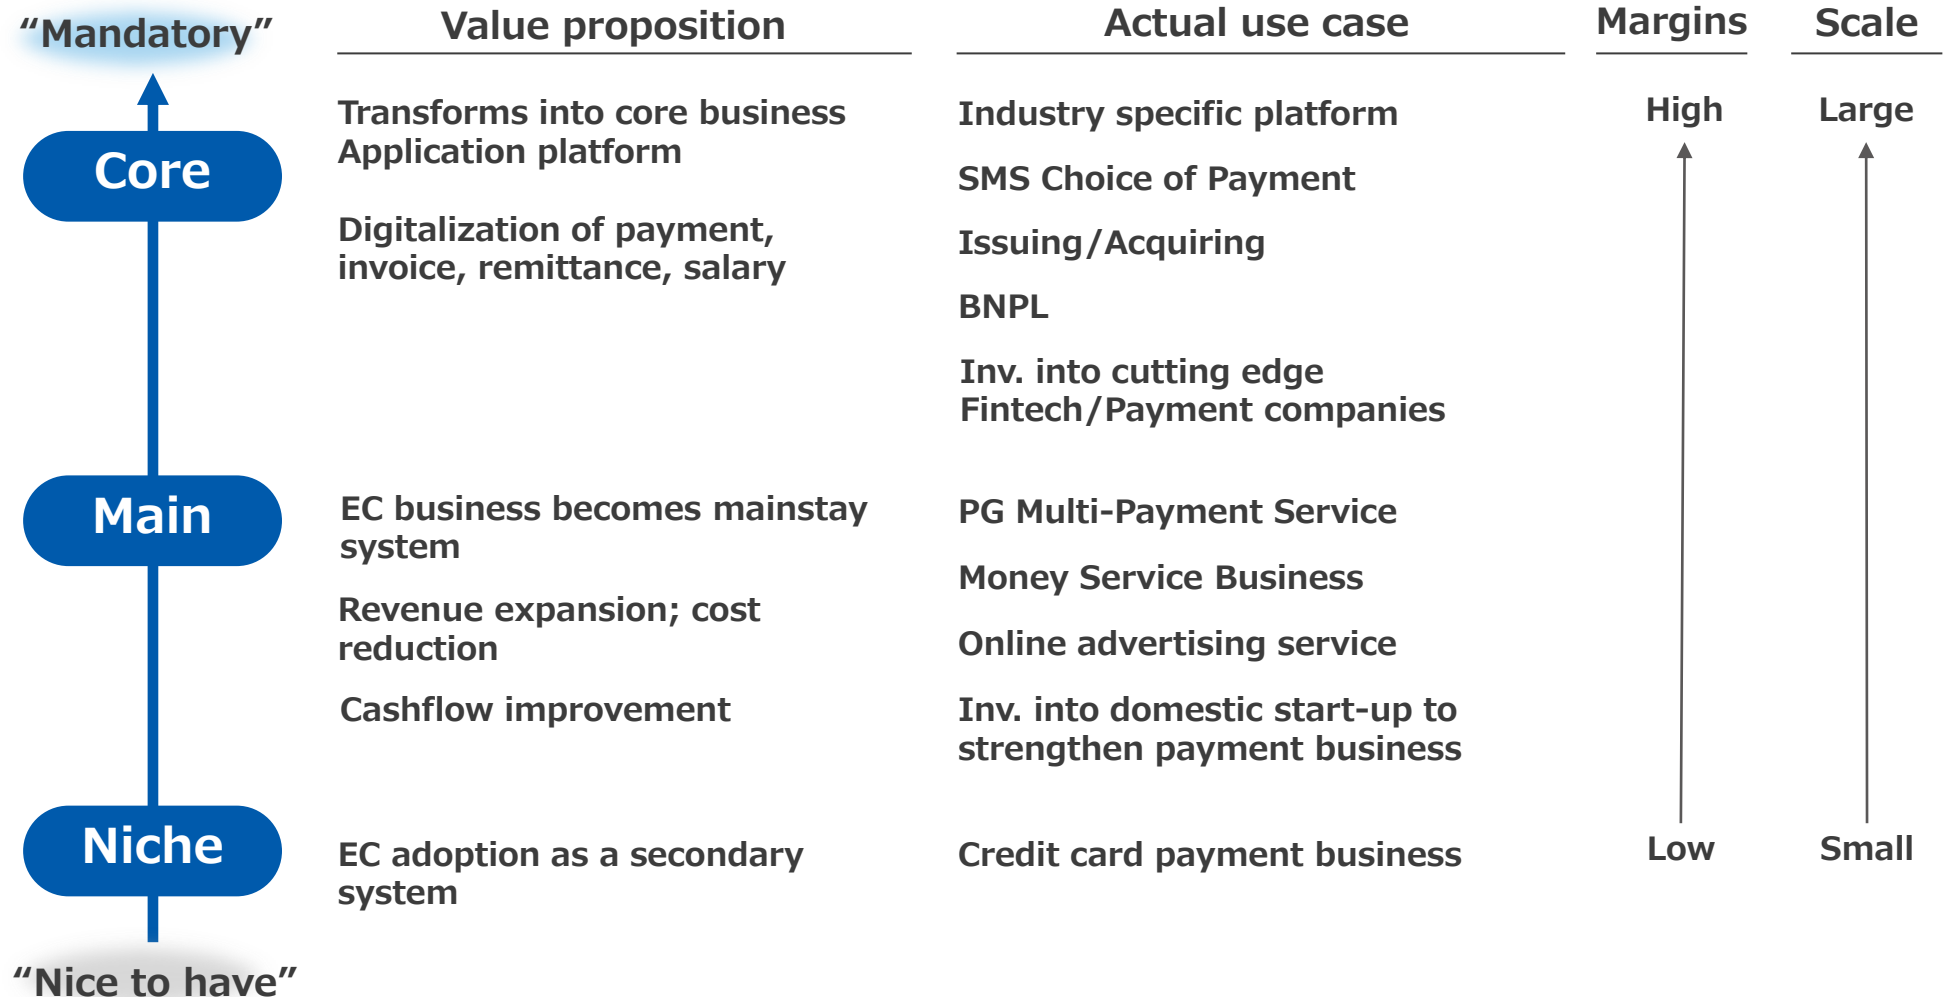 “Mandatory”
Value proposition
Actual use case
Margins
Scale
Core
Transforms into core business
Application platform
Digitalization of payment,
invoice, remittance, salary
Industry specific platform
SMS Choice of Payment
Issuing/Acquiring
BNPL
Inv. into cutting edge
Fintech/Payment companies
High
Large
Main
EC business becomes mainstay
system
Revenue expansion; cost
reduction
Cashflow improvement
PG Multi-Payment Service
Money Service Business
Online advertising service
Inv. into domestic start-up to
strengthen payment business
Niche
EC adoption as a secondary
system
Credit card payment business
Low
Small
“Nice to have”